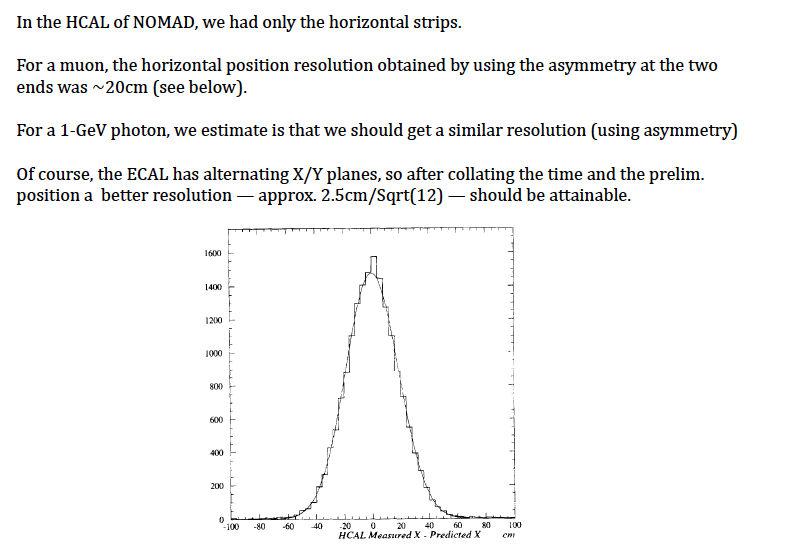 In the HCAL of NOMAD, we had only the horizontal strips.
For a muon, the horizontal position resolution obtained by using the asymmetry at the two
ends was ~20cm (see below).
For a 1-GeV photon, we estimate is that we should get a similar resolution (using asymmetry)
Of course, the ECAL has alternating X/Y planes, so after collating the time and the prelim.
position a better resolution — approx. 2.5cm/Sqrt(12) — should be attainable.
1600
1400
1200
1000
800
600
400
200
0
-100 -80 -60 -40 -20 0 20 40 60 80 100
HCAL Measured X - Predicted X cm